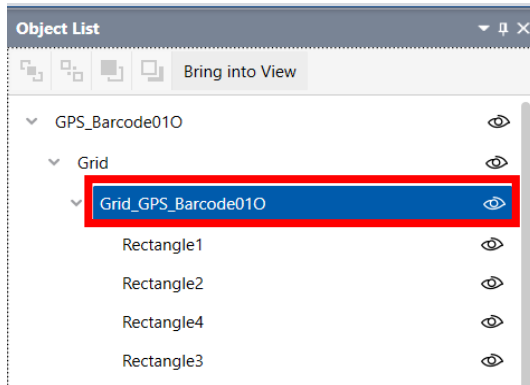 Object List
Bring into View
GPS_Barcode01O
Grid
Grid_GPS_Barcode01O
Rectangle1
Rectangle2
Rectangle4
Rectangle3